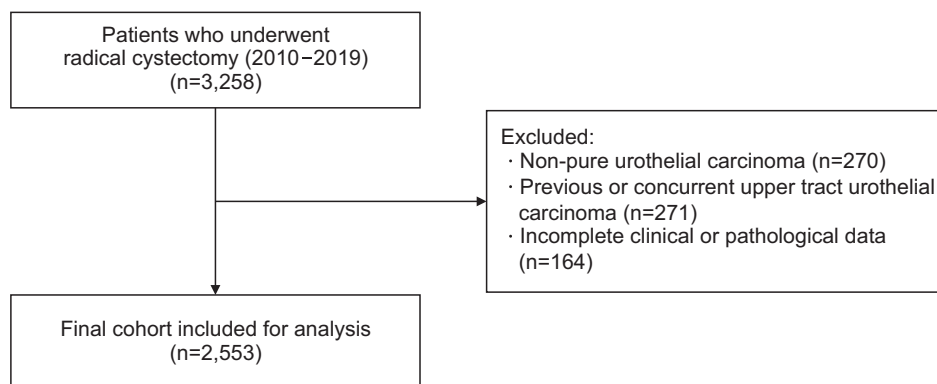 Patients who underwent
radical cystectomy (2010−2019)
(n=3,258)
Excluded:
· Non-pure urothelial carcinoma (n=270)
· Previous or concurrent upper tract urothelial
carcinoma (n=271)
· Incomplete clinical or pathological data
(n=164)
Final cohort included for analysis
(n=2,553)